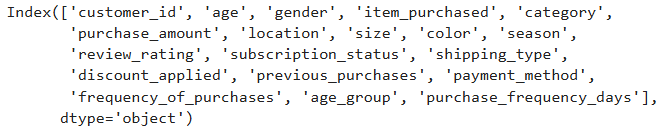 Index(['customer_id', 'age', 'gender', 'item_purchased', 'category',
'purchase_amount', 'location', 'size', 'color', 'season',
'review_rating', 'subscription_status', 'shipping_type',
'discount_applied', 'previous_purchases', 'payment_method',
'frequency_of_purchases', 'age_group', 'purchase_frequency_days'],
dtype='object')